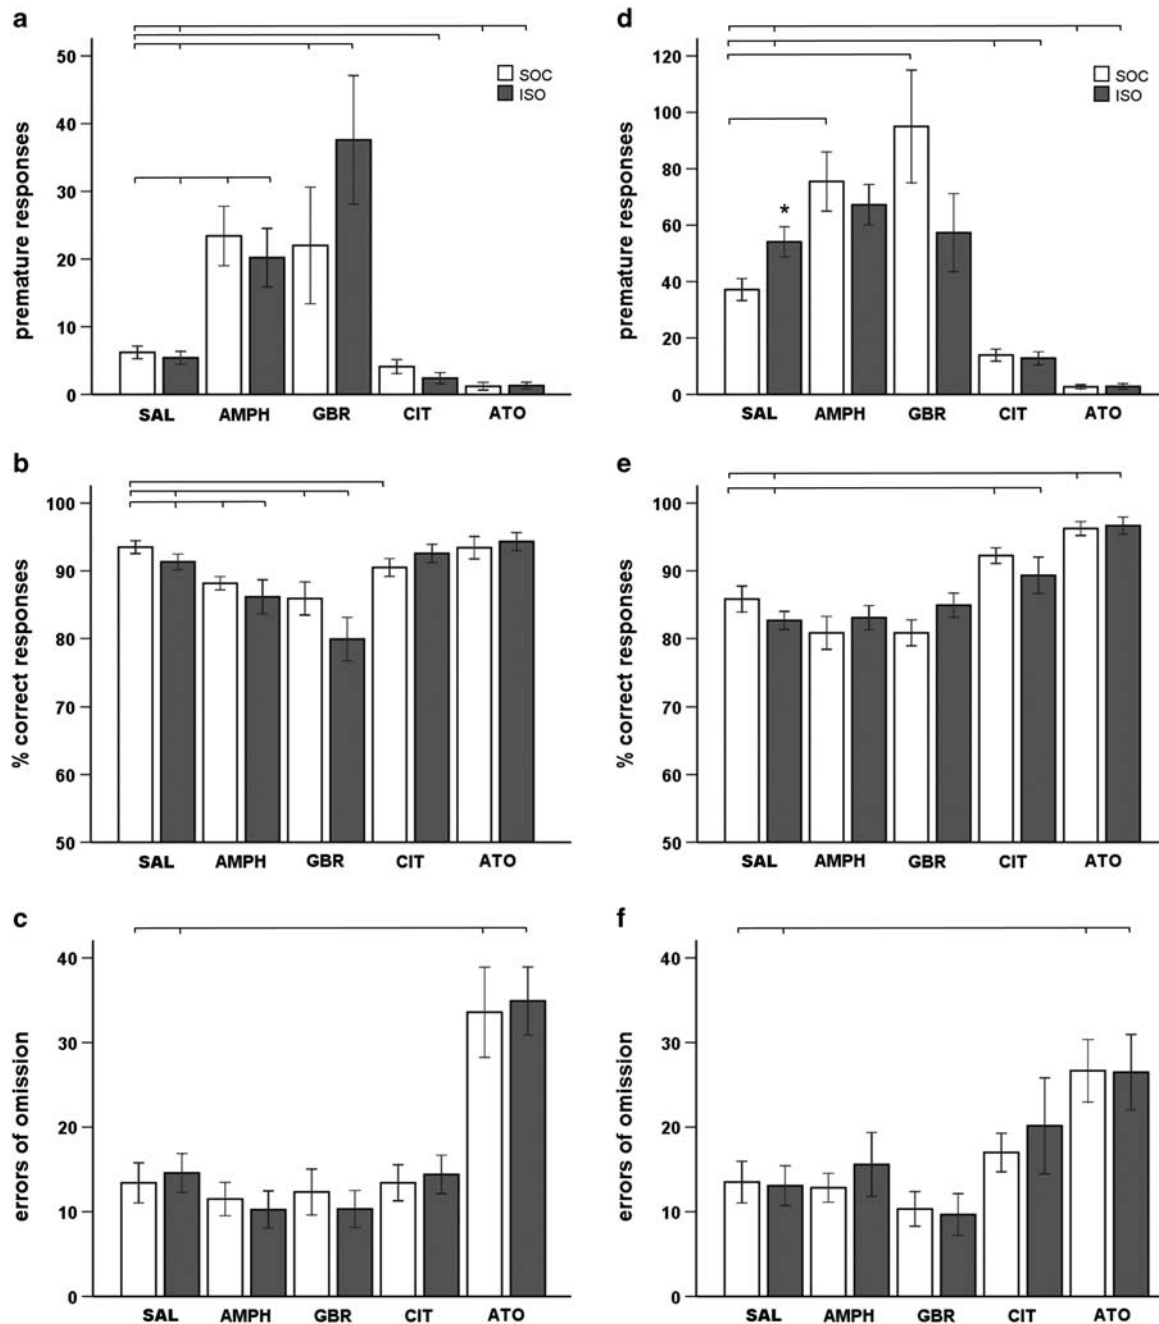 a
premature responses
50
40
30
20
10
0
SOC
ISO
SAL AMPH GBR CIT ATO
d
premature responses
120
100
80
60
40
20
0
SOC
ISO
*
SAL AMPH GBR CIT ATO
b
% correct responses
100
90
80
70
60
50
SAL AMPH GBR CIT ATO
e
% correct responses
100
90
80
70
60
50
SAL AMPH GBR CIT ATO
c
errors of omission
40
30
20
10
0
SAL AMPH GBR CIT ATO
f
errors of omission
40
30
20
10
0
SAL AMPH GBR CIT ATO